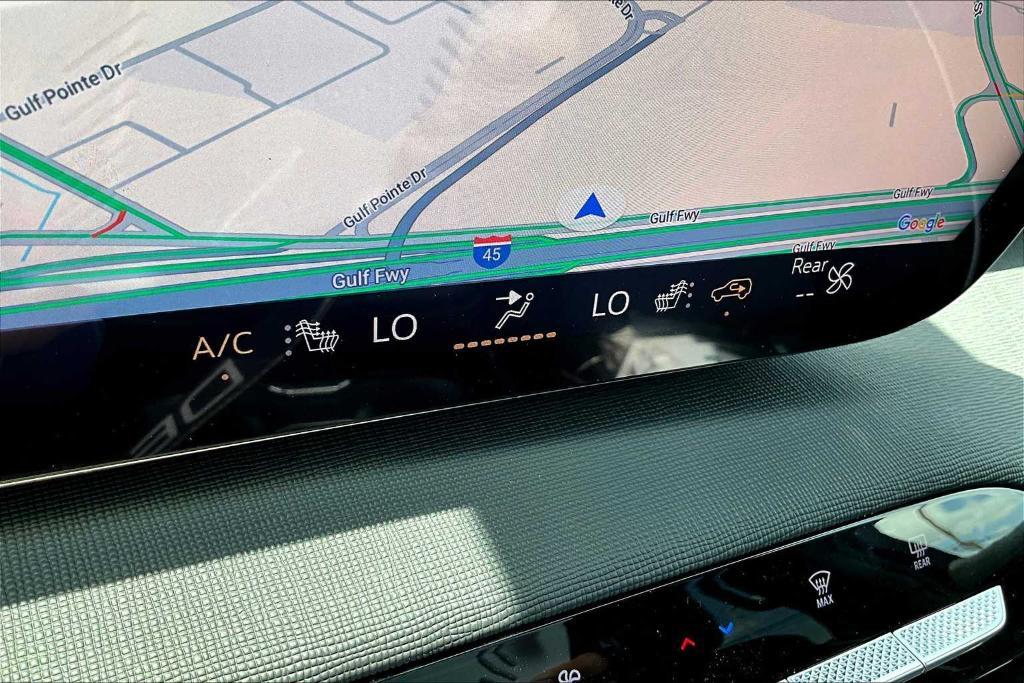 Gulf Pointe Dr
Gulf Pointe Dr
Gulf Fwy
Gulf Fwy
Google
45
Gulf Fwy
Gulf Fwy
A/C
LO
LO
Rear
--
REAR
MAX